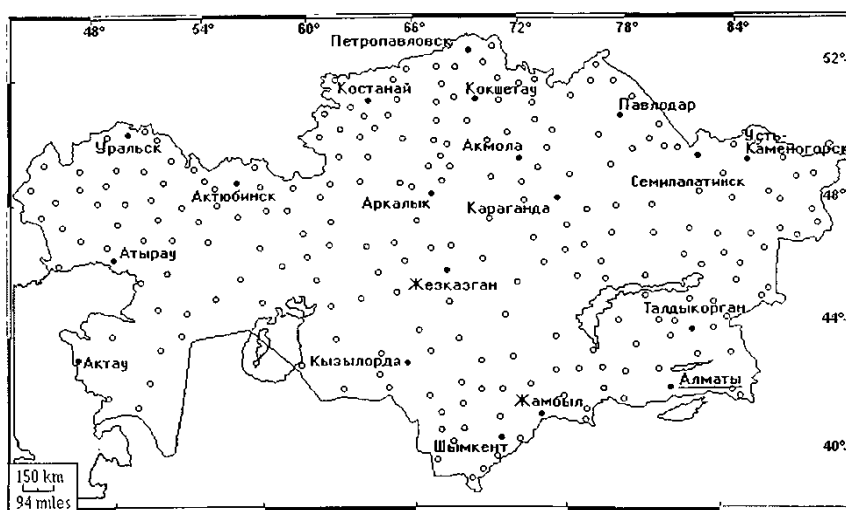 48° 54° 60° 66° 72° 78° 84°
Петропавловск
52°
Костанай
Кокшетау
Павлодар
Уральск
Акмола
Усть-
Каменогорск
Актюбинск
Семипалатинск
48°
Аркалык
Караганда
Атырау
Жезказган
Талдыкорган
44°
Актау
Кызылорда
Алматы
Жамбыл
Шымкент
40°
150 km
94 miles